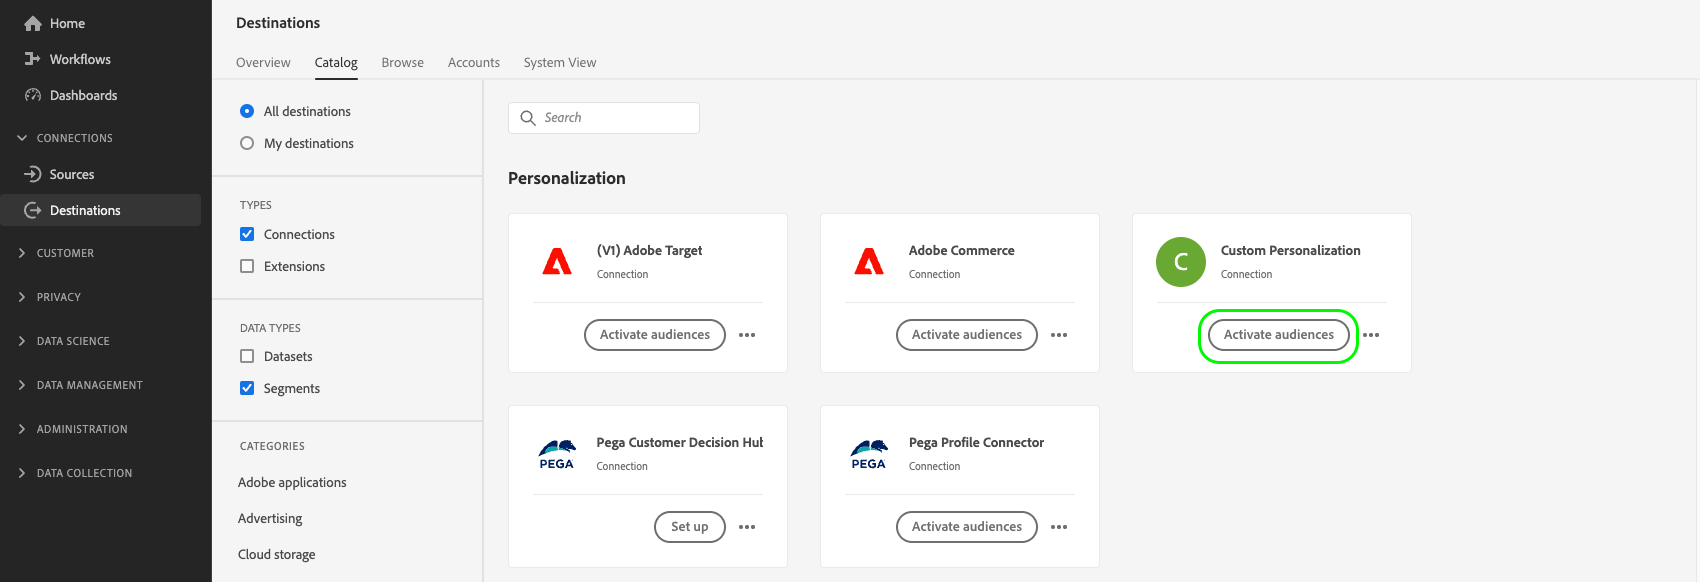 Home
Workflows
Dashboards
CONNECTIONS
Sources
Destinations
CUSTOMER
PRIVACY
DATA SCIENCE
DATA MANAGEMENT
ADMINISTRATION
DATA COLLECTION
Destinations
Overview Catalog Browse Accounts System View
All destinations
My destinations
TYPES
Connections
Extensions
DATA TYPES
Datasets
Segments
CATEGORIES
Adobe applications
Advertising
Cloud storage
Search
Personalization
(V1) Adobe Target
Connection
Activate audiences
Adobe Commerce
Connection
Activate audiences
C
Custom Personalization
Connection
Activate audiences
PEGA
Pega Customer Decision Hub
Connection
Set up
PEGA
Pega Profile Connector
Connection
Activate audiences